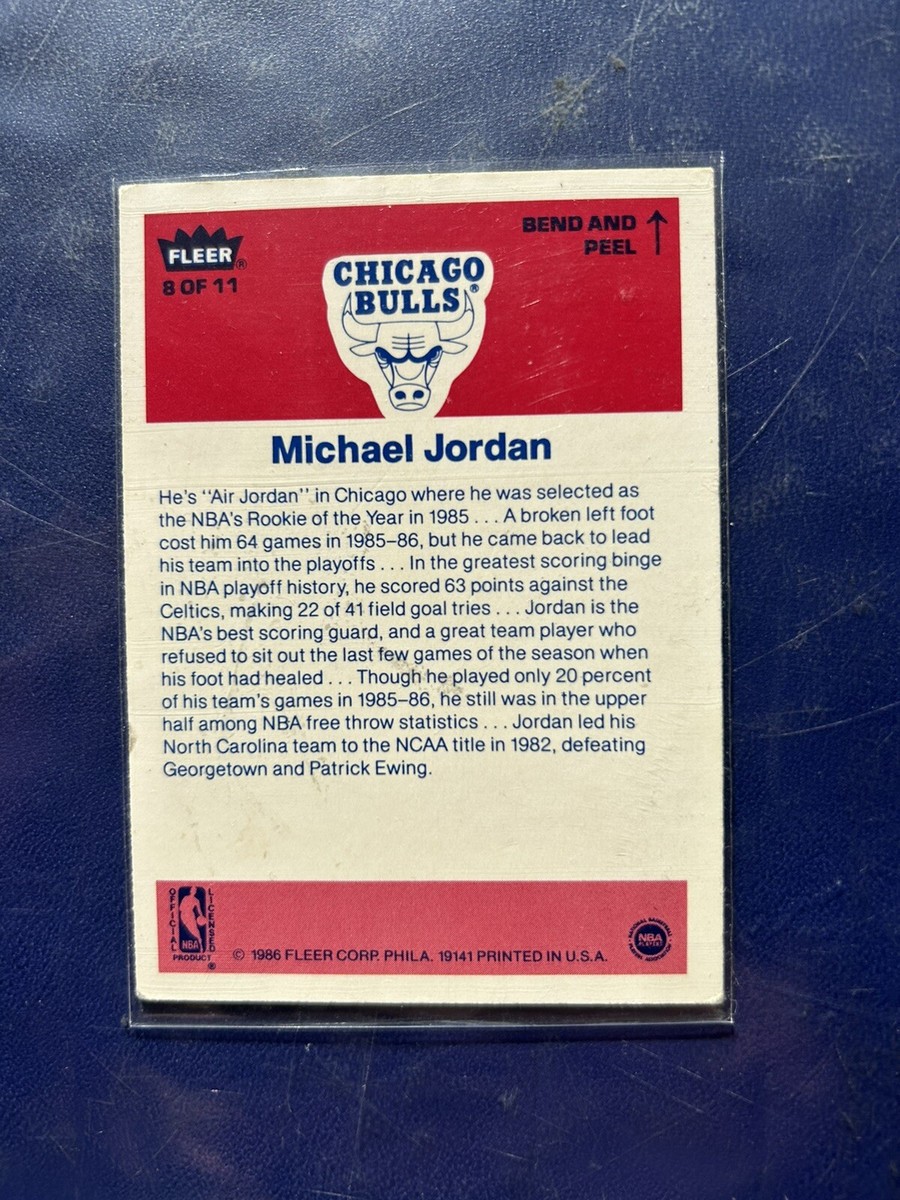 FLEER®
8 OF 11
BEND AND
PEEL ↑
CHICAGO
BULLS®
Michael Jordan
He's "Air Jordan" in Chicago where he was selected as
the NBA's Rookie of the Year in 1985 . . . A broken left foot
cost him 64 games in 1985–86, but he came back to lead
his team into the playoffs . . . In the greatest scoring binge
in NBA playoff history, he scored 63 points against the
Celtics, making 22 of 41 field goal tries . . . Jordan is the
NBA's best scoring guard, and a great team player who
refused to sit out the last few games of the season when
his foot had healed . . . Though he played only 20 percent
of his team's games in 1985–86, he still was in the upper
half among NBA free throw statistics . . . Jordan led his
North Carolina team to the NCAA title in 1982, defeating
Georgetown and Patrick Ewing.
OFFICIAL
LICENSED
NBA
PRODUCT
®
© 1986 FLEER CORP. PHILA. 19141 PRINTED IN U.S.A.
NATIONAL BASKETBALL
NBA
PLAYERS
PLAYERS ASSOCIATION